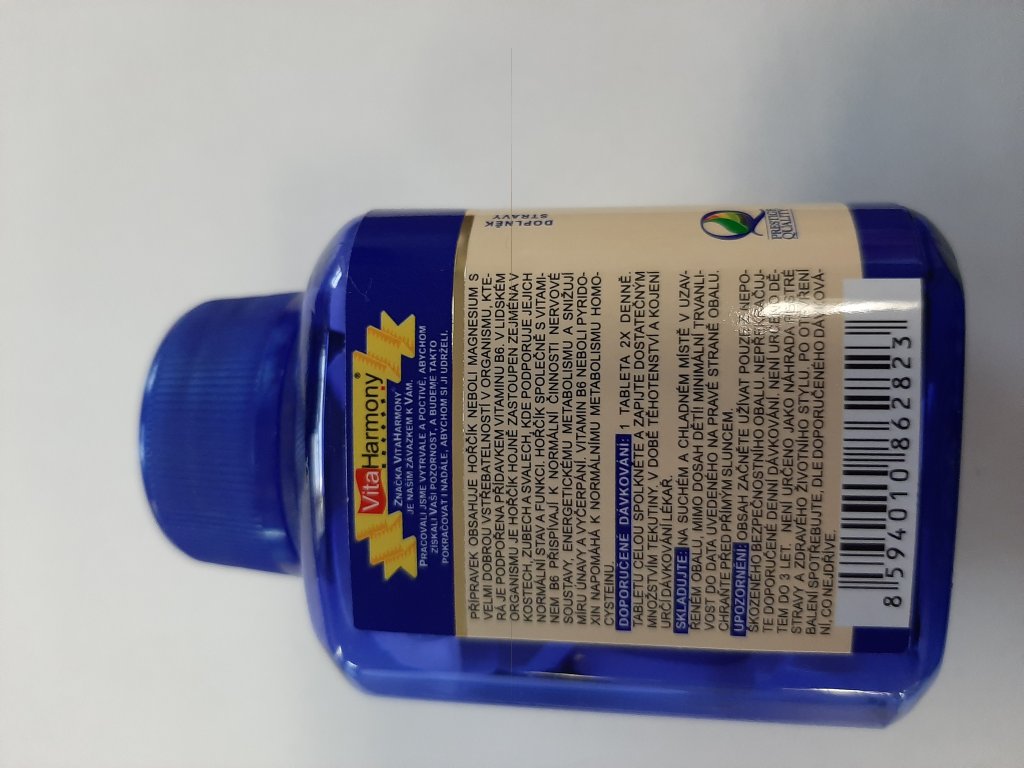 VitaHarmony®
ZNAČKA VITAHARMONY
JE NAŠIM ZÁVAZKEM K VÁM.
PRACOVALI JSME VYTRVALE A POCTIVĚ, ABYCHOM
ZÍSKALI VAŠI POZORNOST, A BUDEME TAKTO
POKRAČOVAT I NADÁLE, ABYCHOM SI JI UDRŽELI.
PŘÍPRAVEK OBSAHUJE HOŘČÍK NEBOLI MAGNESIUM S
VELMI DOBROU VSTŘEBATELNOSTÍ V ORGANISMU, KTE-
RÁ JE PODPOŘENA PŘÍDAVKEM VITAMINU B6. V LIDSKÉM
ORGANISMU JE HOŘČÍK HOJNĚ ZASTOUPEN ZEJMÉNA V
KOSTECH, ZUBECH A SVALECH, KDE PODPORUJE JEJICH
NORMÁLNÍ STAV A FUNKCI. HOŘČÍK SPOLEČNĚ S VITAMI-
NEM B6 PŘISPÍVAJÍ K NORMÁLNÍ ČINNOSTI NERVOVÉ
SOUSTAVY, ENERGETICKÉMU METABOLISMU A SNIŽUJÍ
MÍRU ÚNAVY A VYČERPÁNÍ. VITAMIN B6 NEBOLI PYRIDO-
XIN NAPOMÁHÁ K NORMÁLNÍMU METABOLISMU HOMO-
CYSTEINU.
DOPORUČENÉ DÁVKOVÁNÍ: 1 TABLETA 2X DENNĚ.
TABLETU CELOU SPOLKNĚTE A ZAPIJTE DOSTATEČNÝM
MNOŽSTVÍM TEKUTINY. V DOBĚ TĚHOTENSTVÍ A KOJENÍ
URČÍ DÁVKOVÁNÍ LÉKAŘ.
SKLADUJTE: NA SUCHÉM A CHLADNÉM MÍSTĚ V UZAV-
ŘENÉM OBALU, MIMO DOSAH DĚTÍ! MINIMÁLNÍ TRVANLI-
VOST DO DATA UVEDENÉHO NA PRAVÉ STRANĚ OBALU.
CHRAŇTE PŘED PŘÍMÝM SLUNCEM.
UPOZORNĚNÍ: OBSAH ZAČNĚTE UŽÍVAT POUZE Z NEPO-
ŠKOZENÉHO BEZPEČNOSTNÍHO OBALU. NEPŘEKRAČUJ-
TE DOPORUČENÉ DENNÍ DÁVKOVÁNÍ. NENÍ URČENO DĚ-
TEM DO 3 LET. NENÍ URČENO JAKO NÁHRADA PESTRÉ
STRAVY A ZDRAVÉHO ŽIVOTNÍHO STYLU. PO OTEVŘENÍ
BALENÍ SPOTŘEBUJTE, DLE DOPORUČENÉHO DÁVKOVÁ-
NÍ, CO NEJDŘÍVE.
8 594010 862823
DOPLNĚK
STRAVY
PRESTIGE
QUALITY